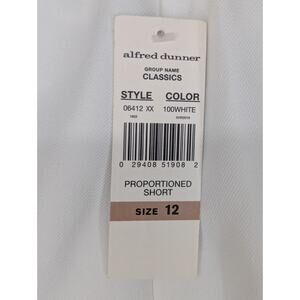 alfred dunner
GROUP NAME
CLASSICS
STYLE COLOR
06412 XX 100WHITE
0 29408 51908 2
PROPORTIONED
SHORT
SIZE 12